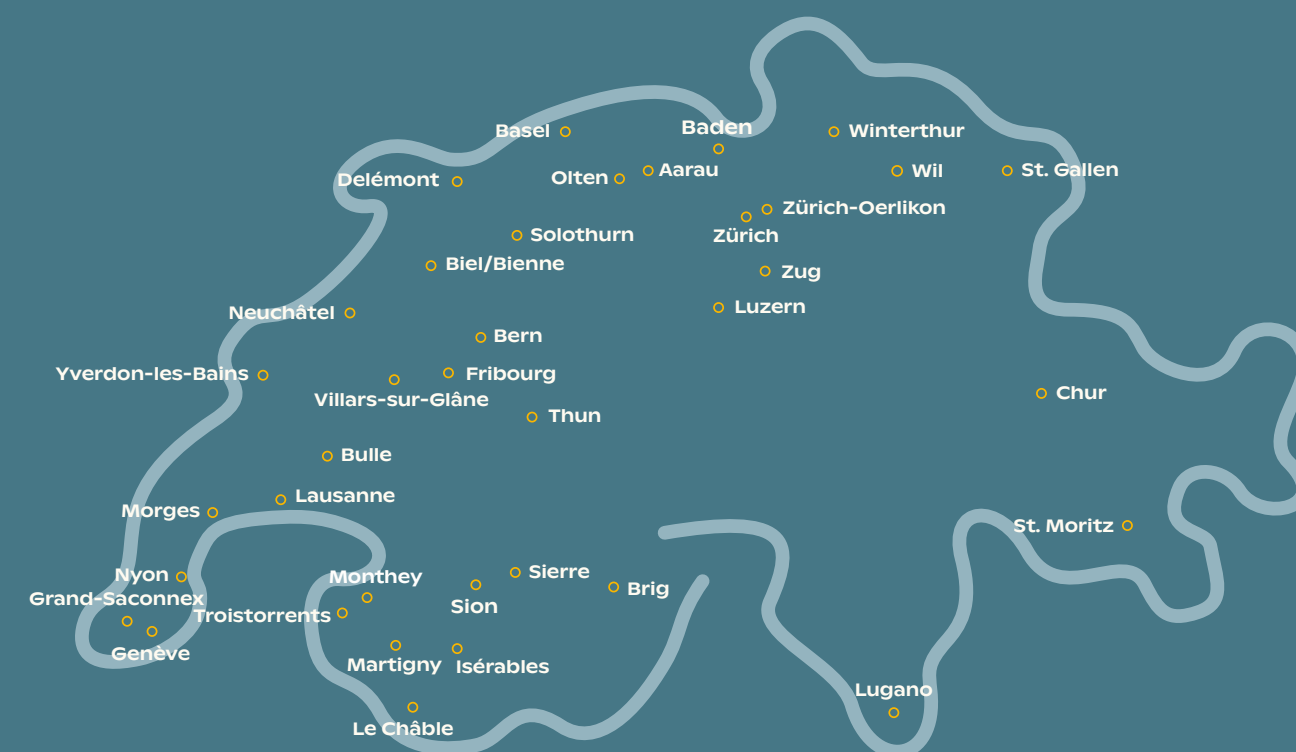 Baden
Basel
Winterthur
Olten
Aarau
Wil
St. Gallen
Delémont
Zürich-Oerlikon
Solothurn
Zürich
Biel/Bienne
Zug
Luzern
Neuchâtel
Bern
Yverdon-les-Bains
Fribourg
Villars-sur-Glâne
Chur
Thun
Bulle
Lausanne
Morges
St. Moritz
Nyon
Monthey
Sierre
Brig
Grand-Saconnex
Sion
Troistorrents
Genève
Martigny
Isérables
Lugano
Le Châble